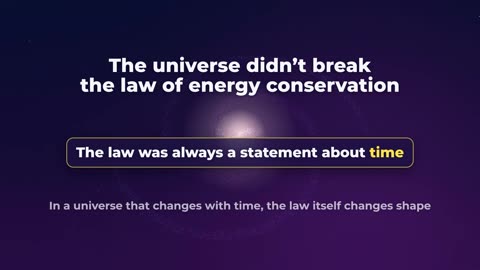 The universe didn’t break
the law of energy conservation
The law was always a statement about time
In a universe that changes with time, the law itself changes shape